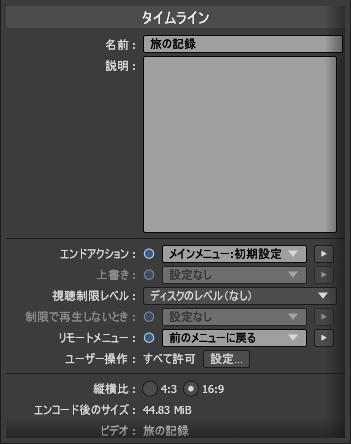 タイムライン
名前： 旅の記録
説明：
エンドアクション： メインメニュー:初期設定
上書き： 設定なし
視聴制限レベル： ディスクのレベル（なし）
制限で再生しないとき： 設定なし
リモートメニュー： 前のメニューに戻る
ユーザー操作： すべて許可 設定...
縦横比： 4:3 16:9
エンコード後のサイズ： 44.83 MiB
ビデオ： 旅の記録